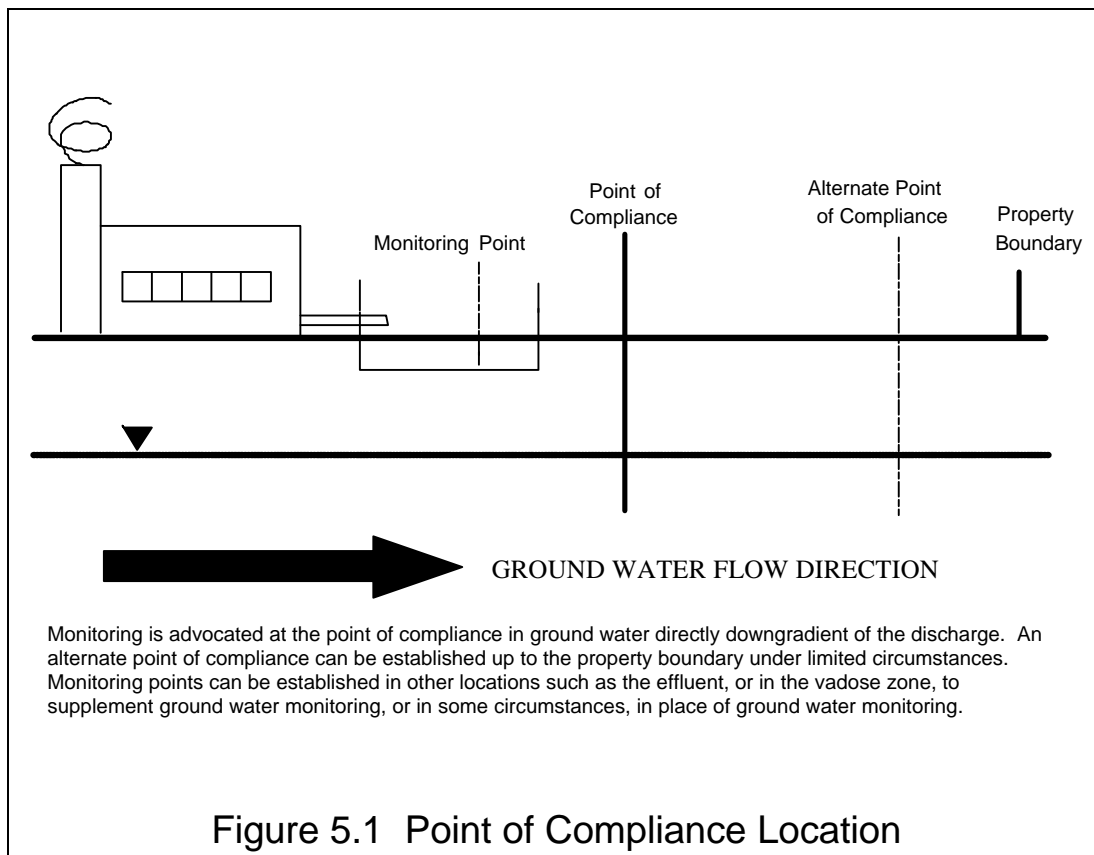 Point of
Compliance
Alternate Point
of Compliance
Property
Boundary
Monitoring Point
GROUND WATER FLOW DIRECTION
Monitoring is advocated at the point of compliance in ground water directly downgradient of the discharge. An
alternate point of compliance can be established up to the property boundary under limited circumstances.
Monitoring points can be established in other locations such as the effluent, or in the vadose zone, to
supplement ground water monitoring, or in some circumstances, in place of ground water monitoring.
Figure 5.1 Point of Compliance Location